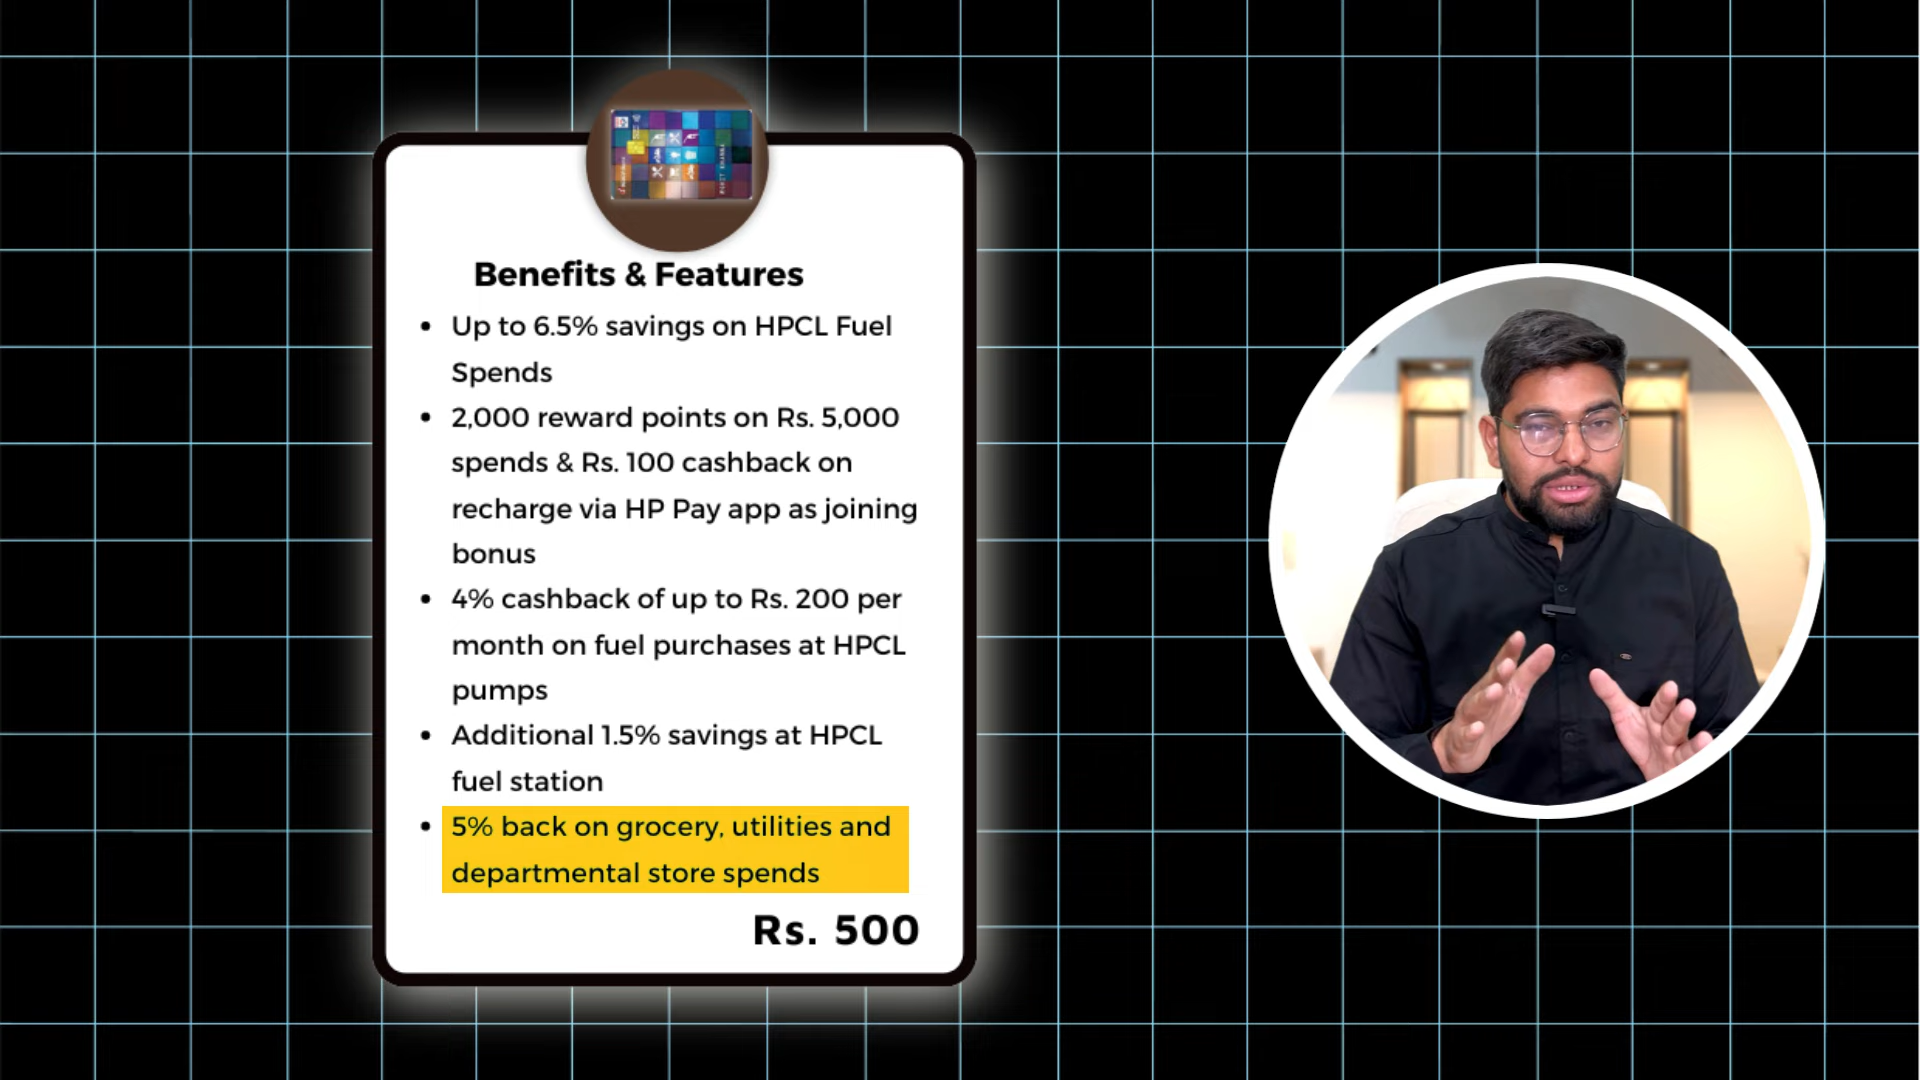 Benefits & Features
• Up to 6.5% savings on HPCL Fuel
Spends
• 2,000 reward points on Rs. 5,000
spends & Rs. 100 cashback on
recharge via HP Pay app as joining
bonus
• 4% cashback of up to Rs. 200 per
month on fuel purchases at HPCL
pumps
• Additional 1.5% savings at HPCL
fuel station
• 5% back on grocery, utilities and
departmental store spends
Rs. 500